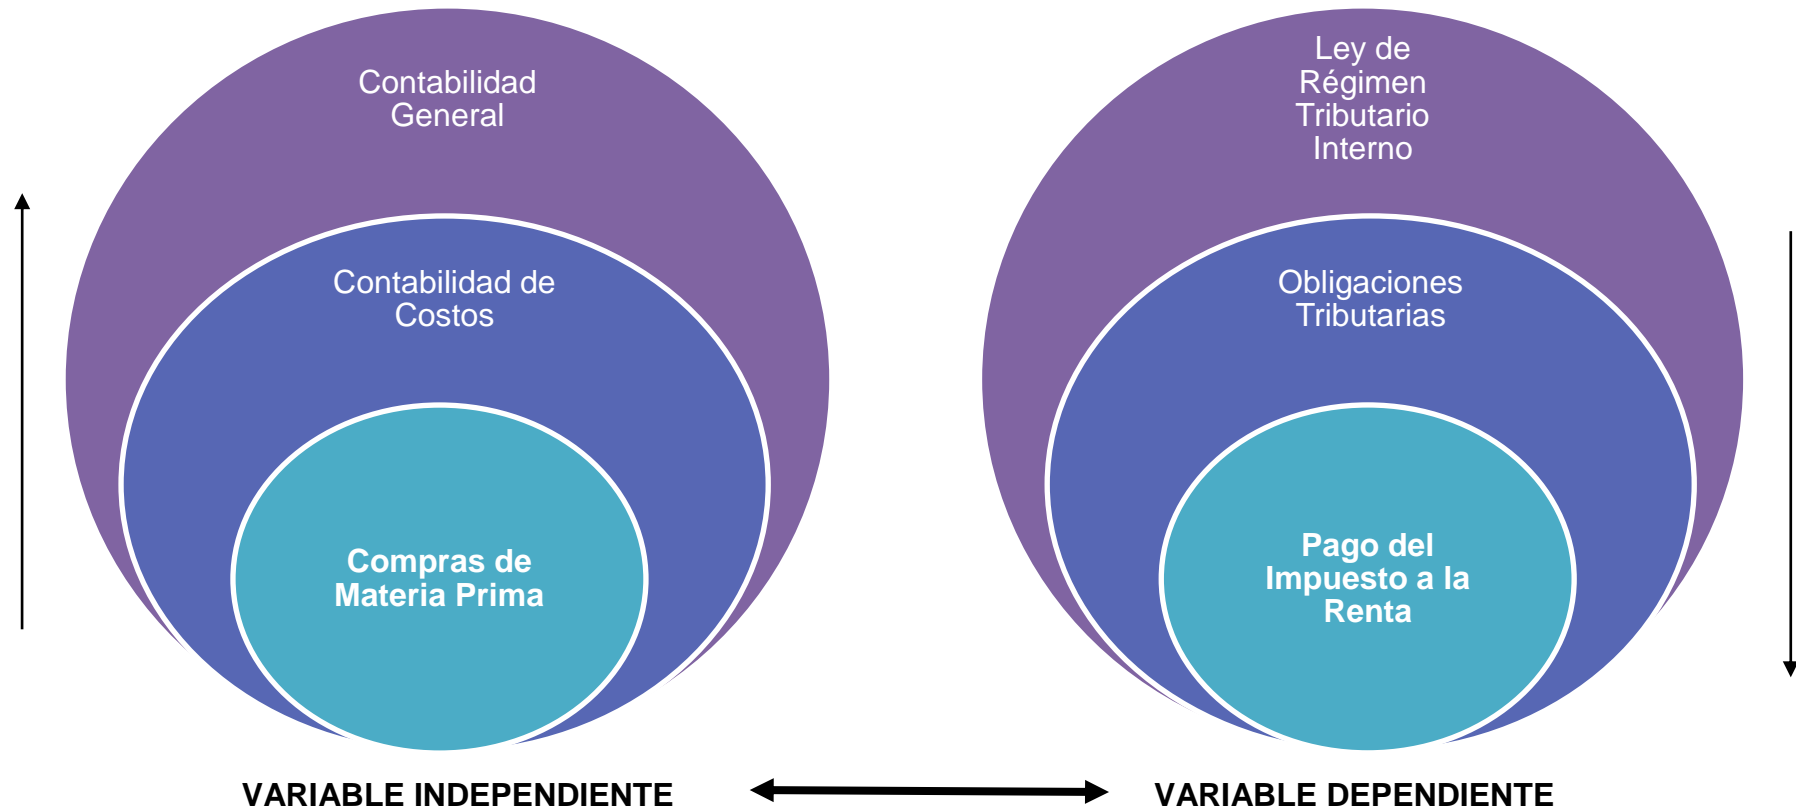 Contabilidad
General
Contabilidad de
Costos
Compras de
Materia Prima
VARIABLE INDEPENDIENTE
Ley de
Régimen
Tributario
Interno
Obligaciones
Tributarias
Pago del
Impuesto a la
Renta
VARIABLE DEPENDIENTE